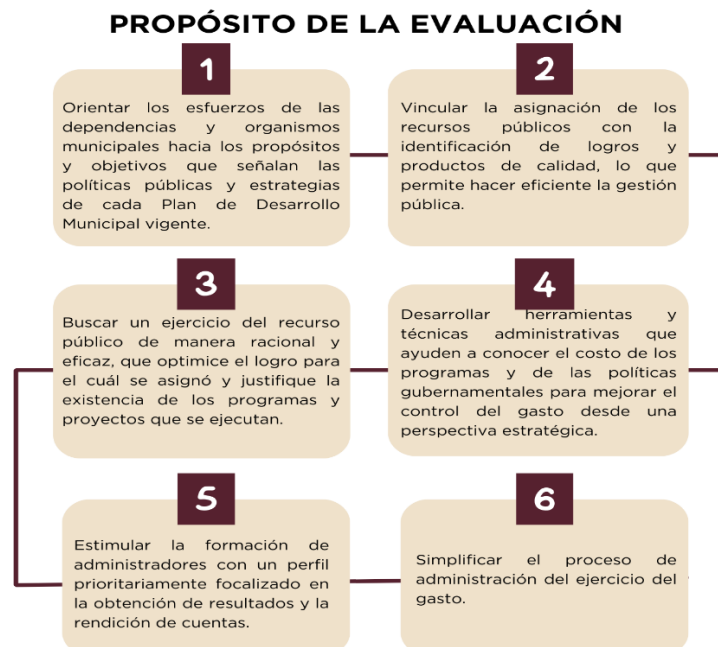 PROPÓSITO DE LA EVALUACIÓN
1
Orientar los esfuerzos de las
dependencias y organismos
municipales hacia los propósitos
y objetivos que señalan las
políticas públicas y estrategias
de cada Plan de Desarrollo
Municipal vigente.
2
Vincular la asignación de los
recursos públicos con la
identificación de logros y
productos de calidad, lo que
permite hacer eficiente la gestión
pública.
3
Buscar un ejercicio del recurso
público de manera racional y
eficaz, que optimice el logro para
el cuál se asignó y justifique la
existencia de los programas y
proyectos que se ejecutan.
4
Desarrollar herramientas y
técnicas administrativas que
ayuden a conocer el costo de los
programas y de las políticas
gubernamentales para mejorar el
control del gasto desde una
perspectiva estratégica.
5
Estimular la formación de
administradores con un perfil
prioritariamente focalizado en
la obtención de resultados y la
rendición de cuentas.
6
Simplificar el proceso de
administración del ejercicio del
gasto.